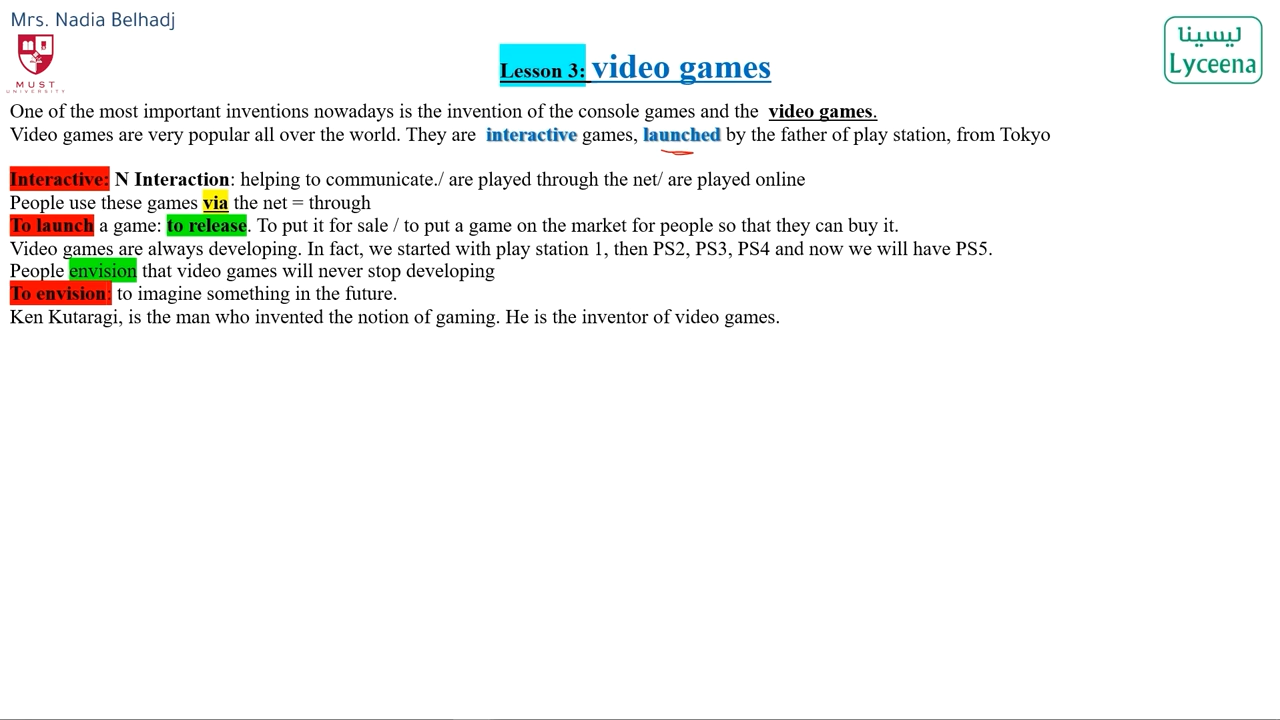 Mrs. Nadia Belhadj
MUST
UNIVERSITY
ليسينا
Lyceena
Lesson 3: video games
One of the most important inventions nowadays is the invention of the console games and the video games.
Video games are very popular all over the world. They are interactive games, launched by the father of play station, from Tokyo
Interactive: N Interaction: helping to communicate./ are played through the net/ are played online
People use these games via the net = through
To launch a game: to release. To put it for sale / to put a game on the market for people so that they can buy it.
Video games are always developing. In fact, we started with play station 1, then PS2, PS3, PS4 and now we will have PS5.
People envision that video games will never stop developing
To envision: to imagine something in the future.
Ken Kutaragi, is the man who invented the notion of gaming. He is the inventor of video games.